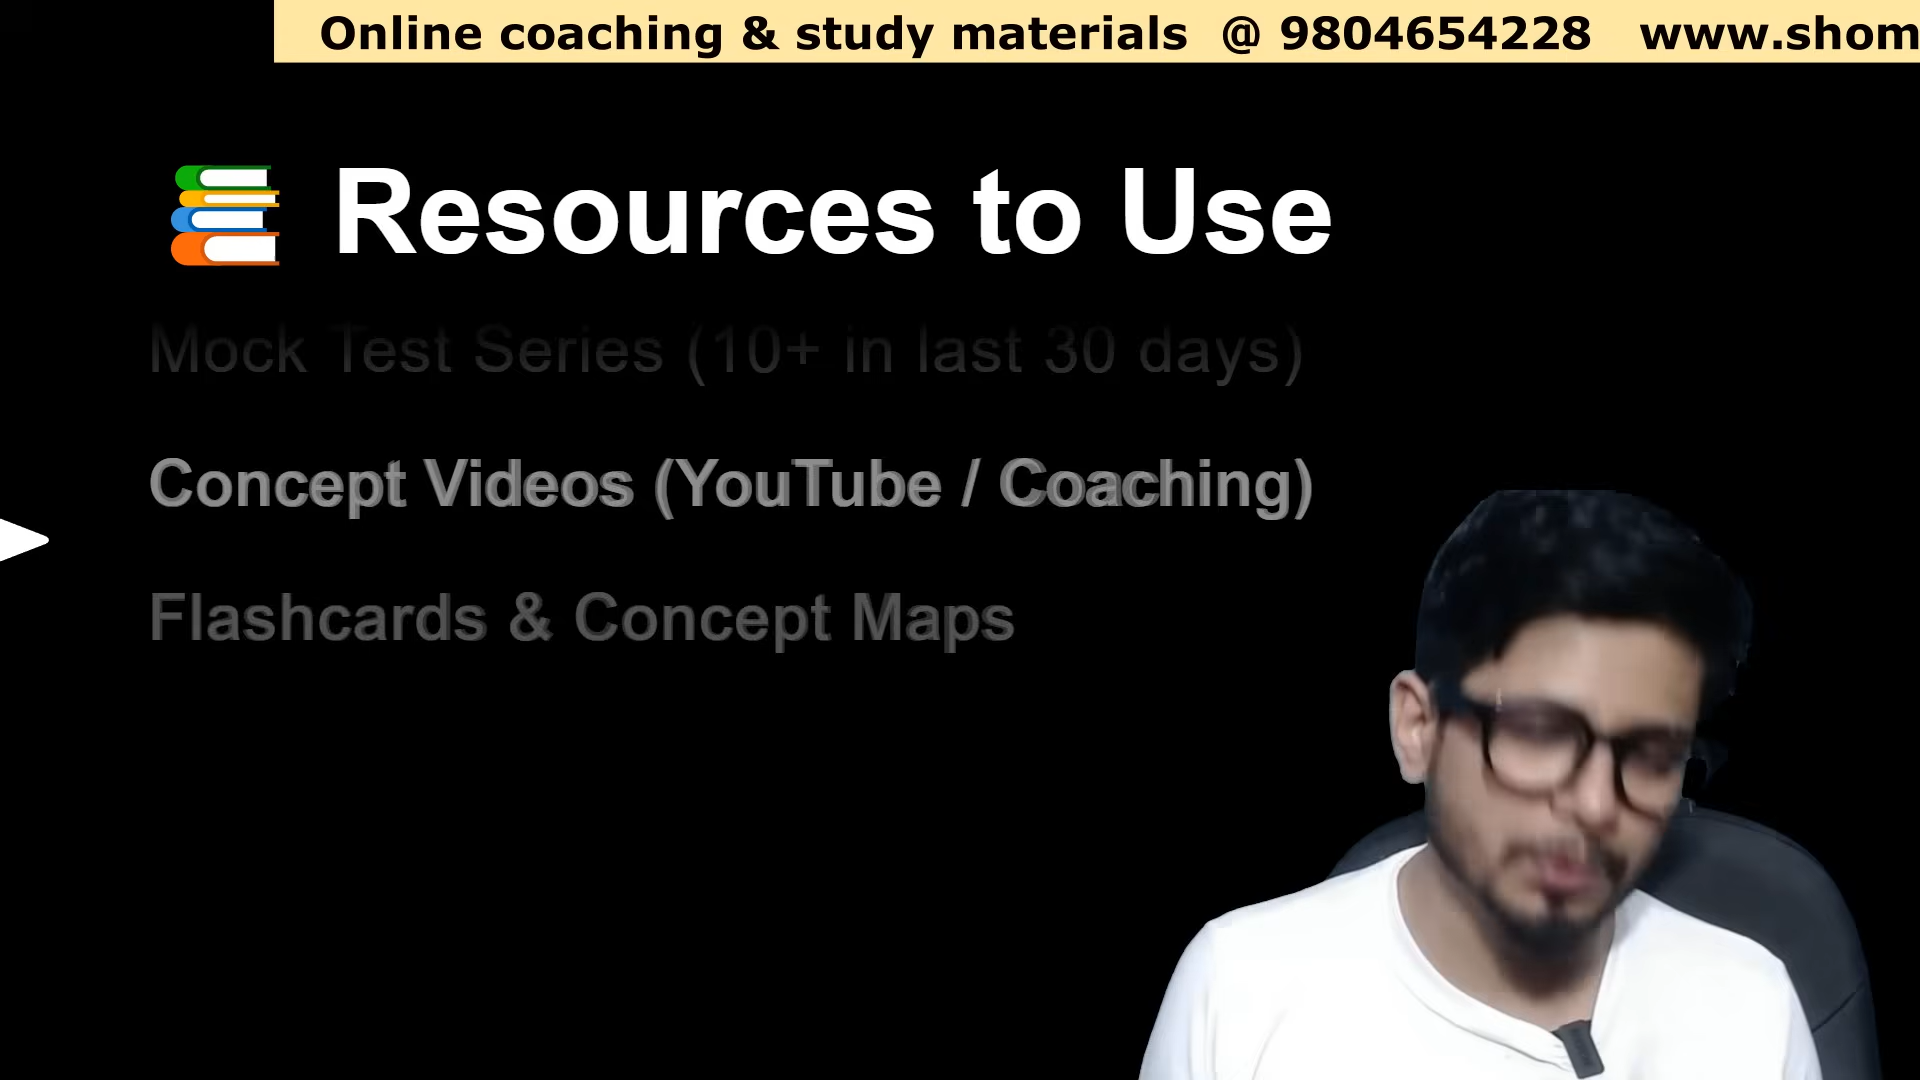 Online coaching & study materials @ 9804654228 www.shom
Resources to Use
Mock Test Series (10+ in last 30 days)
Concept Videos (YouTube / Coaching)
Flashcards & Concept Maps